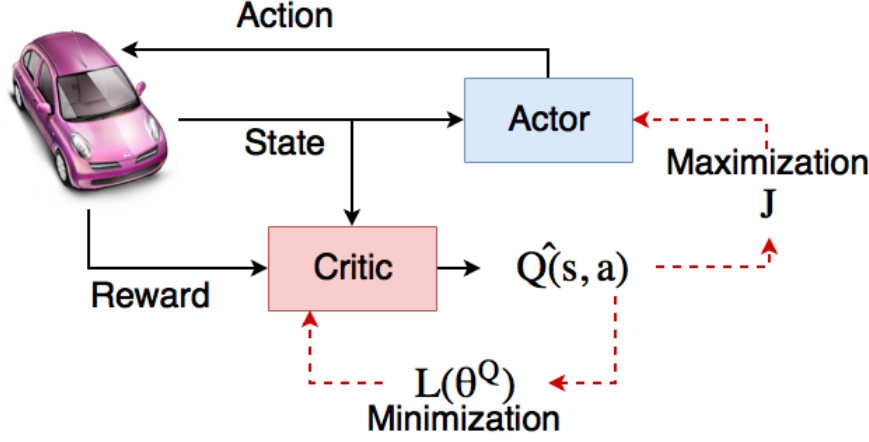 Action
Actor
State
Maximization
J
Critic
Q̂(s, a)
Reward
L(θ^Q)
Minimization